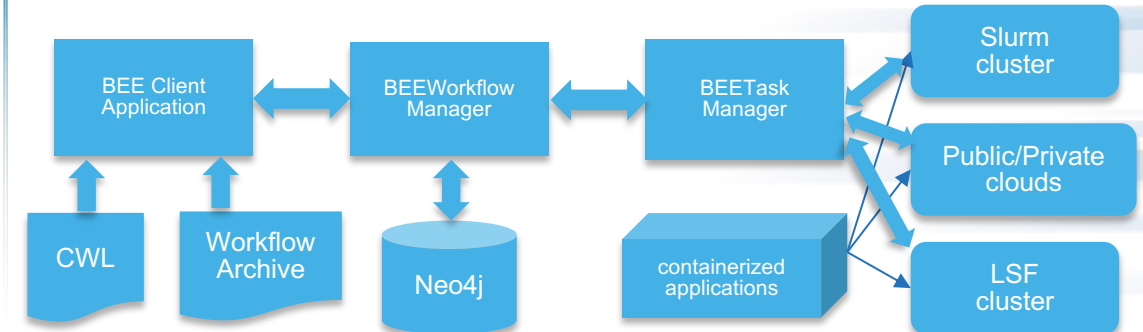 BEE Client
Application
BEEWorkflow
Manager
BEETask
Manager
Slurm
cluster
Public/Private
clouds
LSF
cluster
CWL
Workflow
Archive
Neo4j
containerized
applications